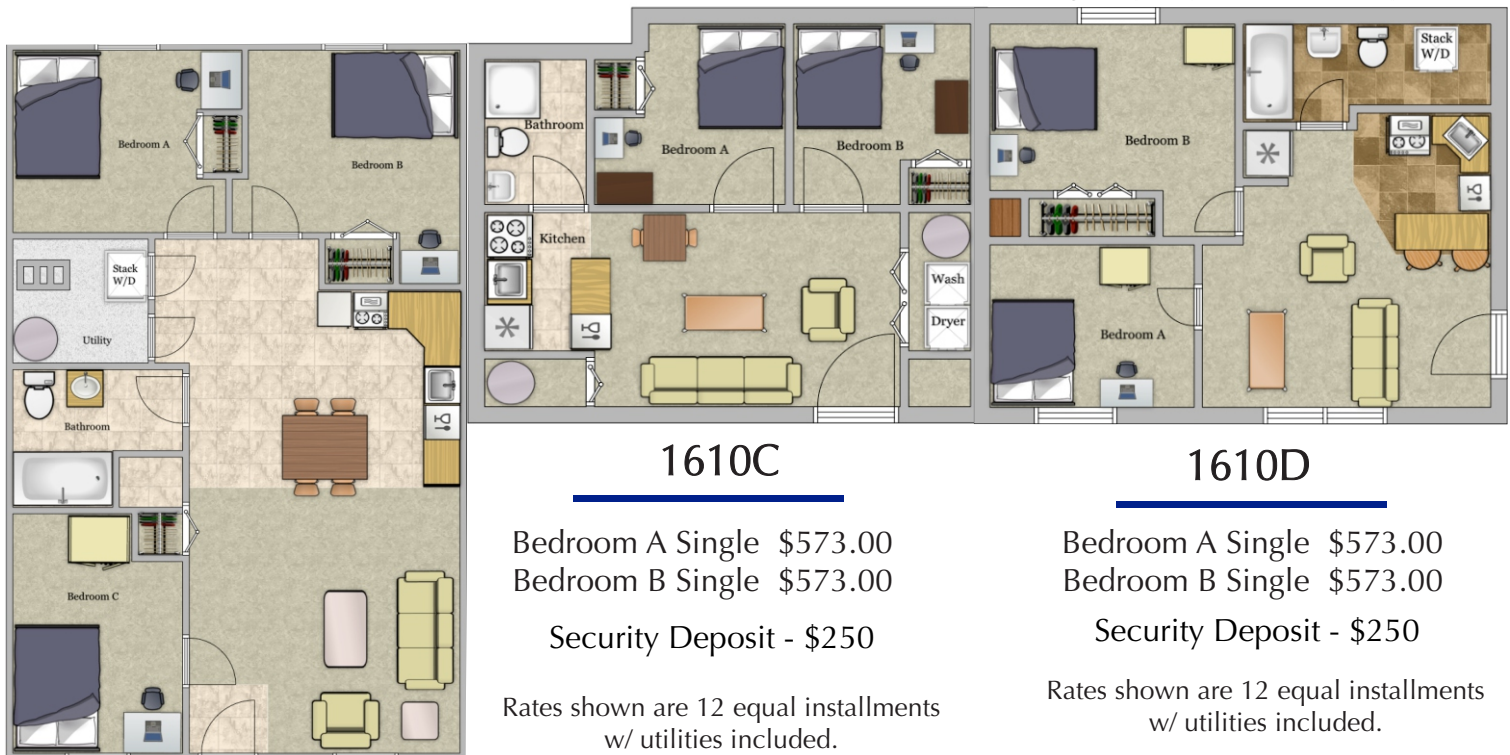 Bedroom A
Bedroom B
Stack
W/D
Utility
Bathroom
Bedroom C
Bathroom
Bedroom A
Bedroom B
Kitchen
Wash
Dryer
Stack
W/D
Bedroom B
Bedroom A
1610C
Bedroom A Single $573.00
Bedroom B Single $573.00
Security Deposit - $250
Rates shown are 12 equal installments
w/ utilities included.
1610D
Bedroom A Single $573.00
Bedroom B Single $573.00
Security Deposit - $250
Rates shown are 12 equal installments
w/ utilities included.